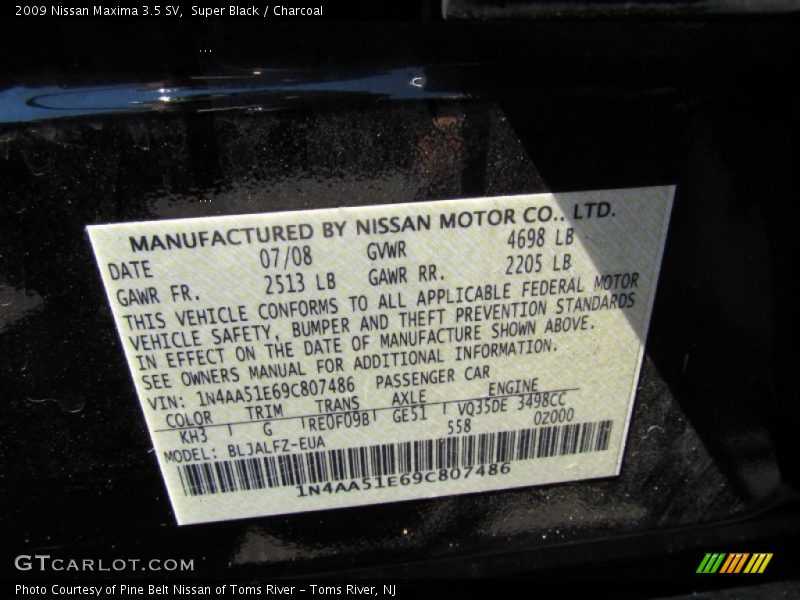 2009 Nissan Maxima 3.5 SV,  Super Black / Charcoal
MANUFACTURED BY NISSAN MOTOR CO., LTD.
DATE 07/08 GVWR 4698 LB
GAWR FR. 2513 LB GAWR RR. 2205 LB
THIS VEHICLE CONFORMS TO ALL APPLICABLE FEDERAL MOTOR
VEHICLE SAFETY, BUMPER AND THEFT PREVENTION STANDARDS
IN EFFECT ON THE DATE OF MANUFACTURE SHOWN ABOVE.
SEE OWNERS MANUAL FOR ADDITIONAL INFORMATION.
VIN: 1N4AA51E69C807486 PASSENGER CAR
COLOR TRIM TRANS AXLE ENGINE
KH3 G RE0F09B GE51 VQ35DE 3498CC
558 02000
MODEL: BLJALFZ-EUA
1N4AA51E69C807486
GTCARLOT.COM
Photo Courtesy of Pine Belt Nissan of Toms River – Toms River, NJ